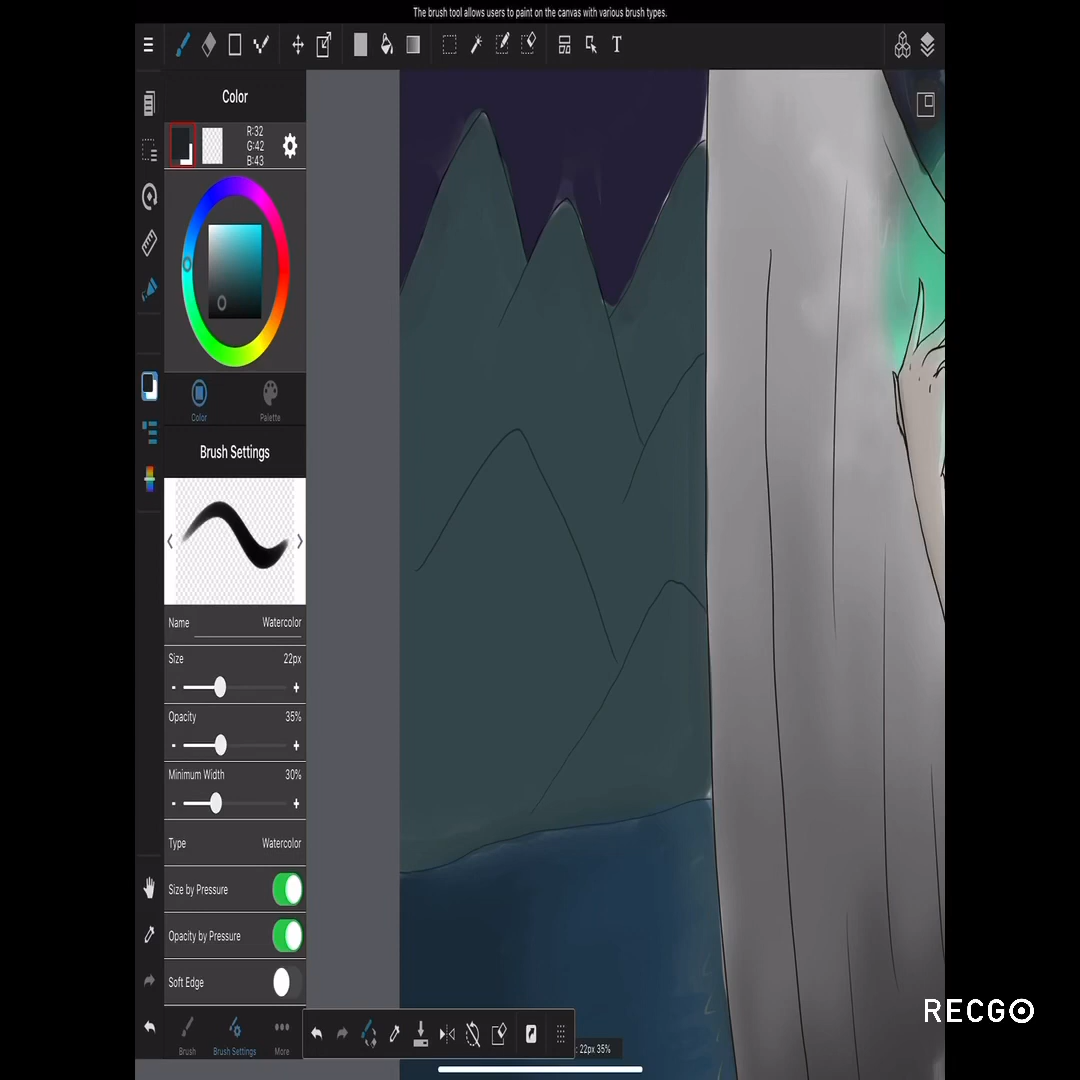 The brush tool allows users to paint on the canvas with various brush types.
T
Color
R:32
G:42
B:43
Color
Palette
Brush Settings
Name Watercolor
Size 22px
- +
Opacity 35%
- +
Minimum Width 30%
- +
Type Watercolor
Size by Pressure
Opacity by Pressure
Soft Edge
Brush
Brush Settings
More
: 22px 35%
RECGO